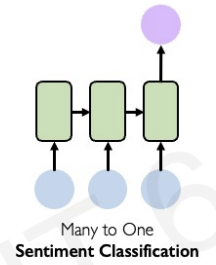 Many to One
Sentiment Classification